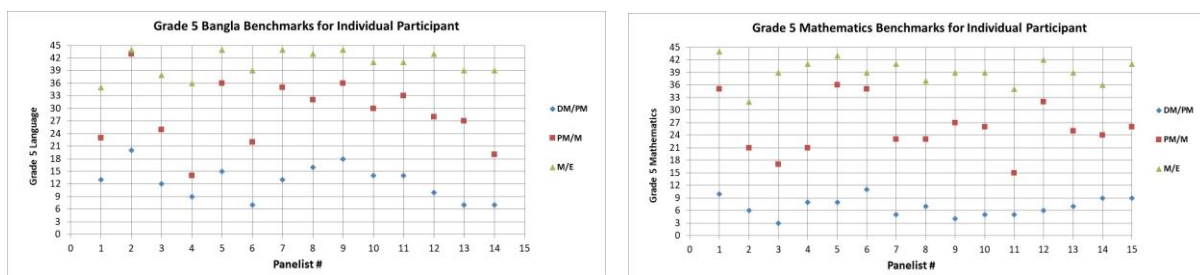 Grade 5 Bangla Benchmarks for Individual Participant
45
42
39
36
33
30
27
24
21
18
15
12
9
6
3
0
Grade 5 Language
0 1 2 3 4 5 6 7 8 9 10 11 12 13 14 15
Panelist #
DM/PM
PM/M
M/E
Grade 5 Mathematics Benchmarks for Individual Participant
45
42
39
36
33
30
27
24
21
18
15
12
9
6
3
0
Grade 5 Mathematics
0 1 2 3 4 5 6 7 8 9 10 11 12 13 14 15
Panelist #
DM/PM
PM/M
M/E